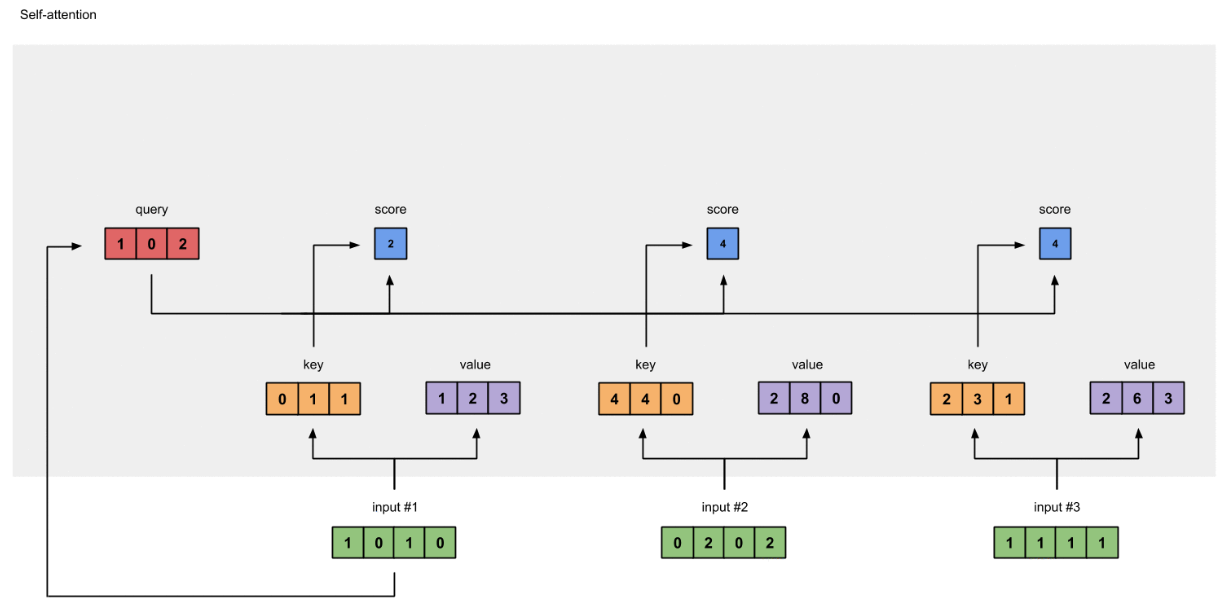 Self-attention
query score score score
1 0 2 2 4 4
key value key value key value
0 1 1 1 2 3 4 4 0 2 8 0 2 3 1 2 6 3
input #1 input #2 input #3
1 0 1 0 0 2 0 2 1 1 1 1